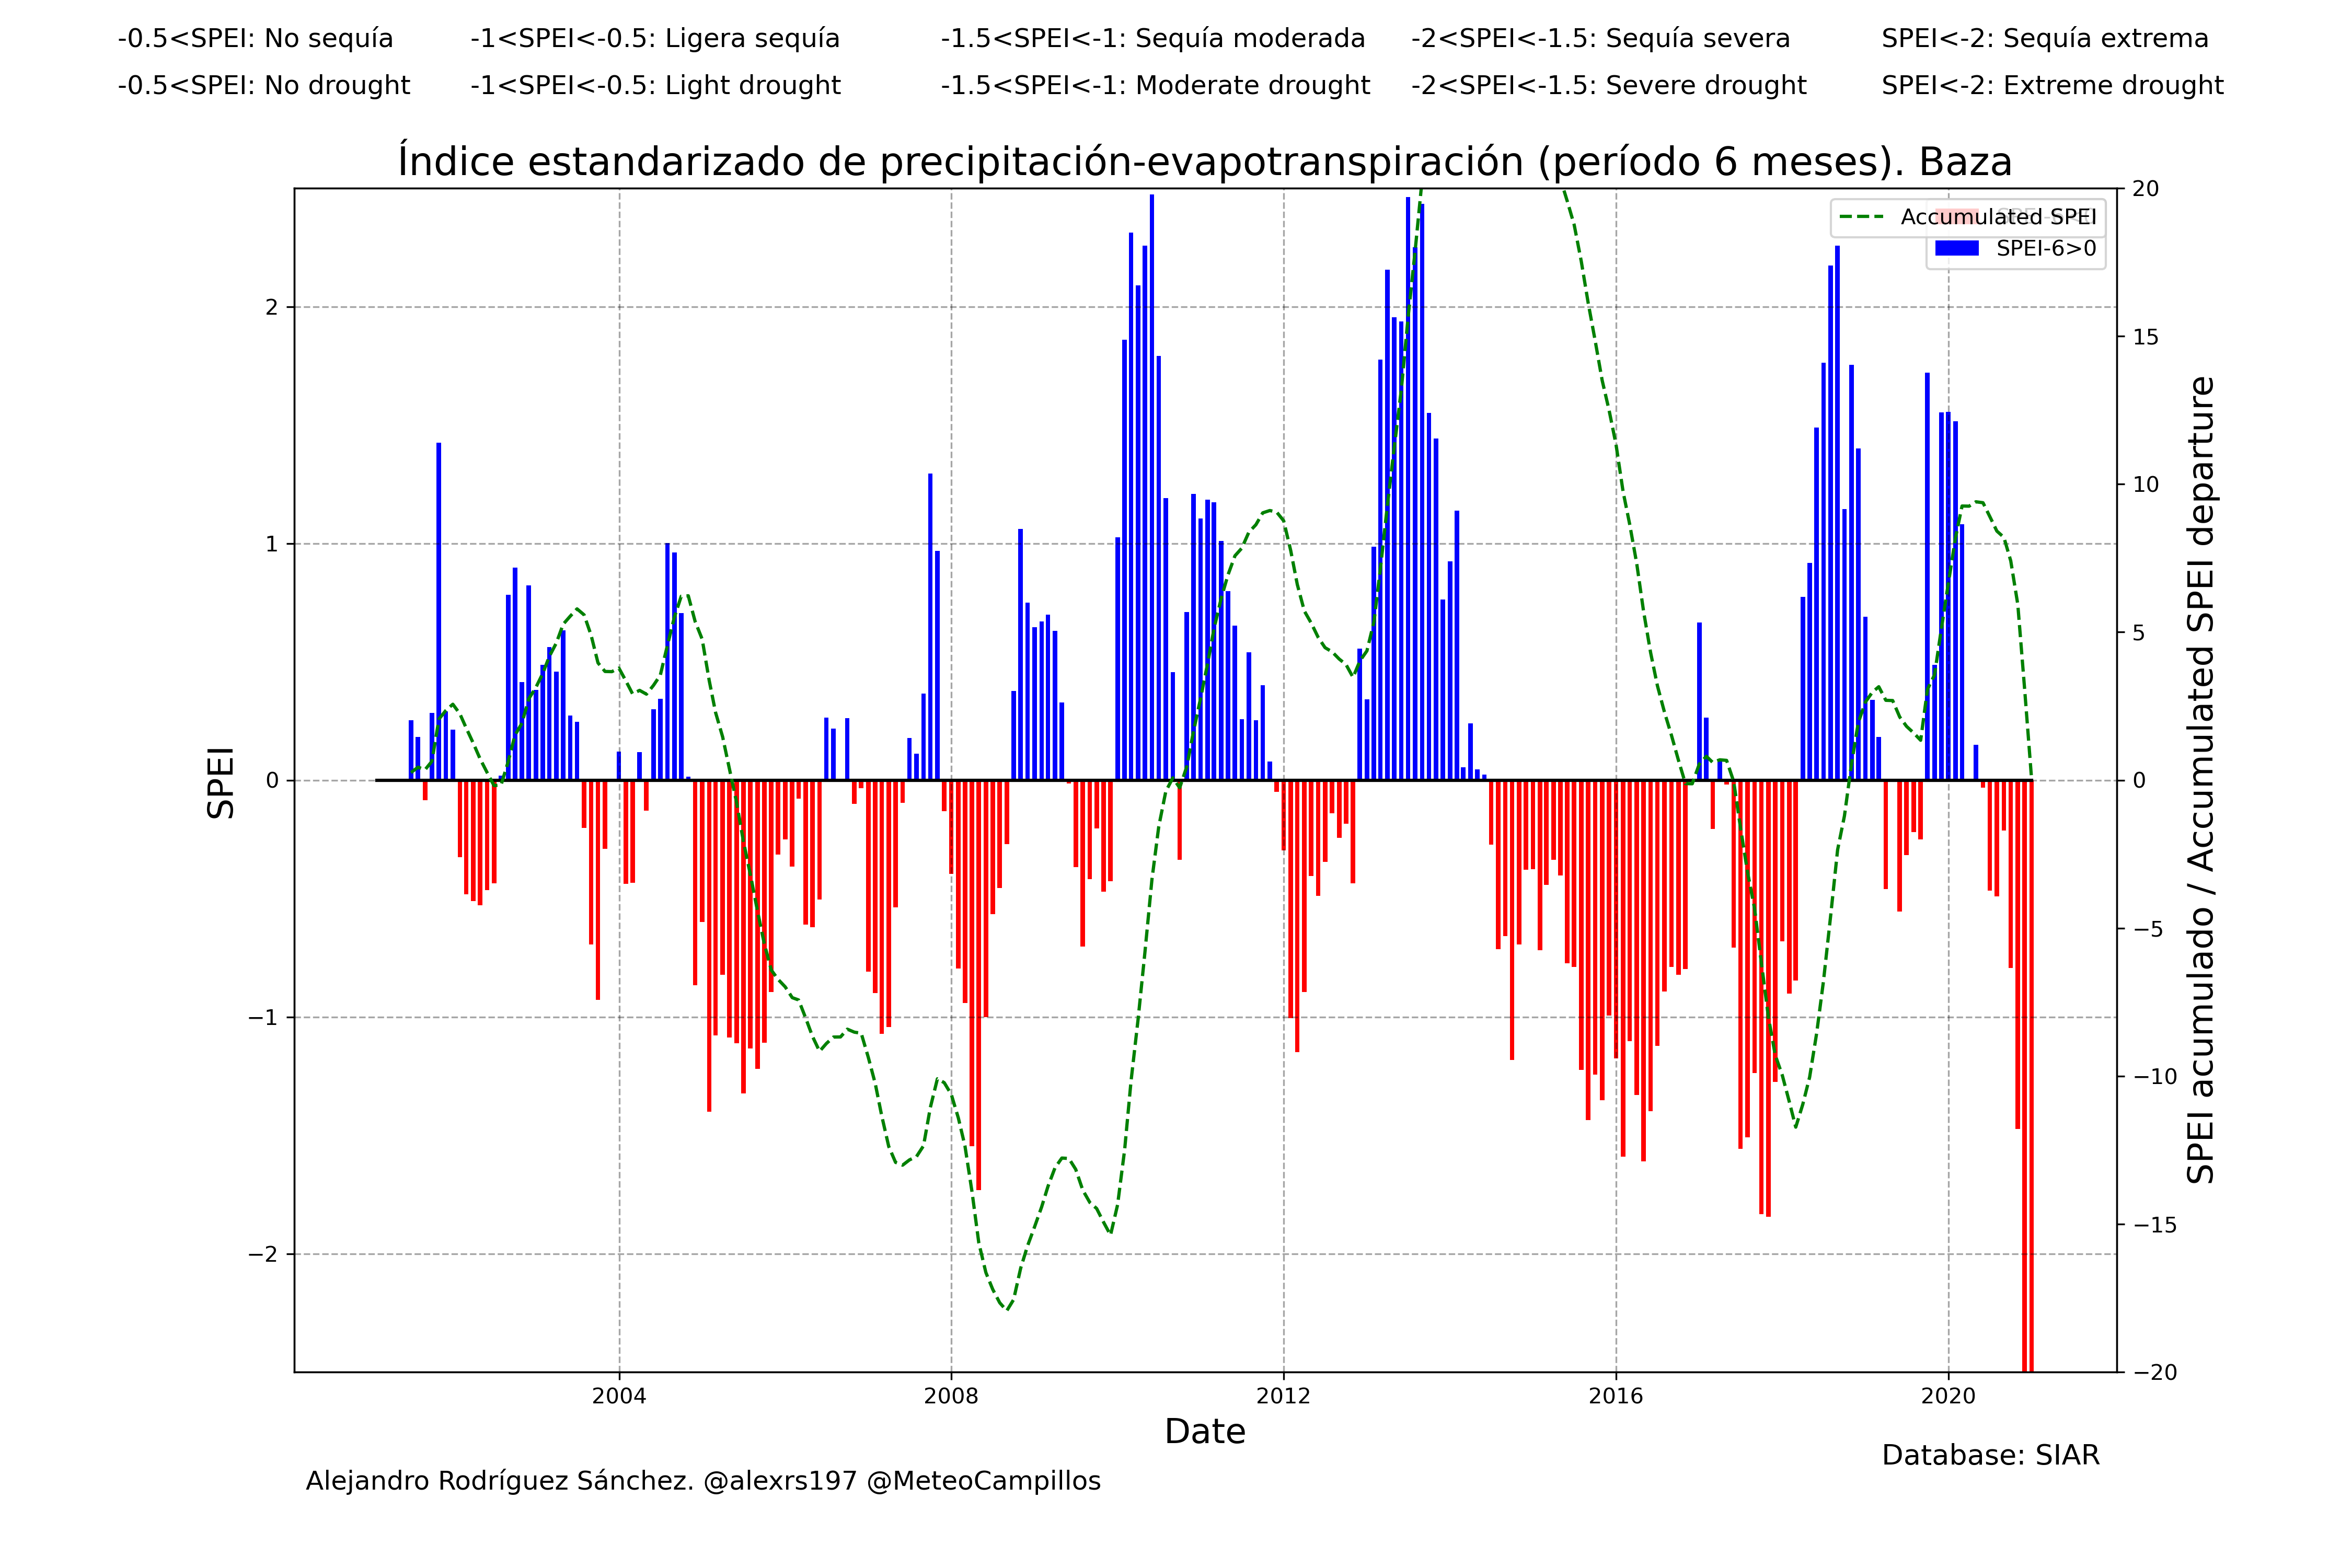 -0.5<SPEI: No sequía -1<SPEI<-0.5: Ligera sequía -1.5<SPEI<-1: Sequía moderada -2<SPEI<-1.5: Sequía severa SPEI<-2: Sequía extrema
-0.5<SPEI: No drought -1<SPEI<-0.5: Light drought -1.5<SPEI<-1: Moderate drought -2<SPEI<-1.5: Severe drought SPEI<-2: Extreme drought
Índice estandarizado de precipitación-evapotranspiración (período 6 meses). Baza
Accumulated SPEI
SPEI-6>0
SPEI
2
1
0
−1
−2
20
15
10
5
0
−5
−10
−15
−20
SPEI acumulado / Accumulated SPEI departure
2004 2008 2012 2016 2020
Date
Database: SIAR
Alejandro Rodríguez Sánchez. @alexrs197 @MeteoCampillos